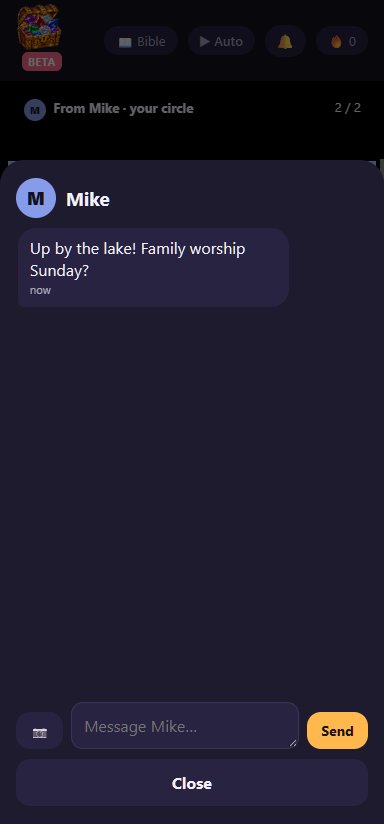 Bible
Auto
0
BETA
M From Mike · your circle
2 / 2
M Mike
Up by the lake! Family worship
Sunday?
now
Message Mike...
Send
Close